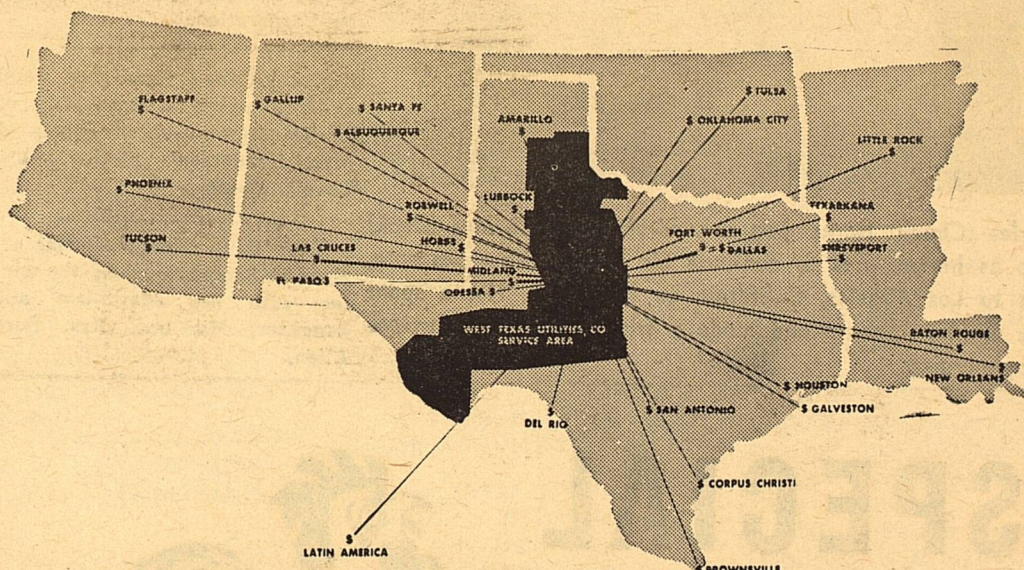 FLAGSTAFF
$
$ GALLUP
$ SANTA FE
$ ALBUQUERQUE
AMARILLO
$
$ TULSA
$ OKLAHOMA CITY
LITTLE ROCK
$
$ PHOENIX
ROSWELL
$
LUBBOCK
$
TEXARKANA
$
TUCSON
$
LAS CRUCES
$
HOBBS $
FORT WORTH
$ $ DALLAS
SHREVEPORT
$
EL PASO $
MIDLAND
$
ODESSA $
WEST TEXAS UTILITIES CO
SERVICE AREA
BATON ROUGE
$
$
NEW ORLEANS
$ HOUSTON
$ GALVESTON
$
DEL RIO
$ SAN ANTONIO
$ CORPUS CHRISTI
$
LATIN AMERICA
$ BROWNSVILLE